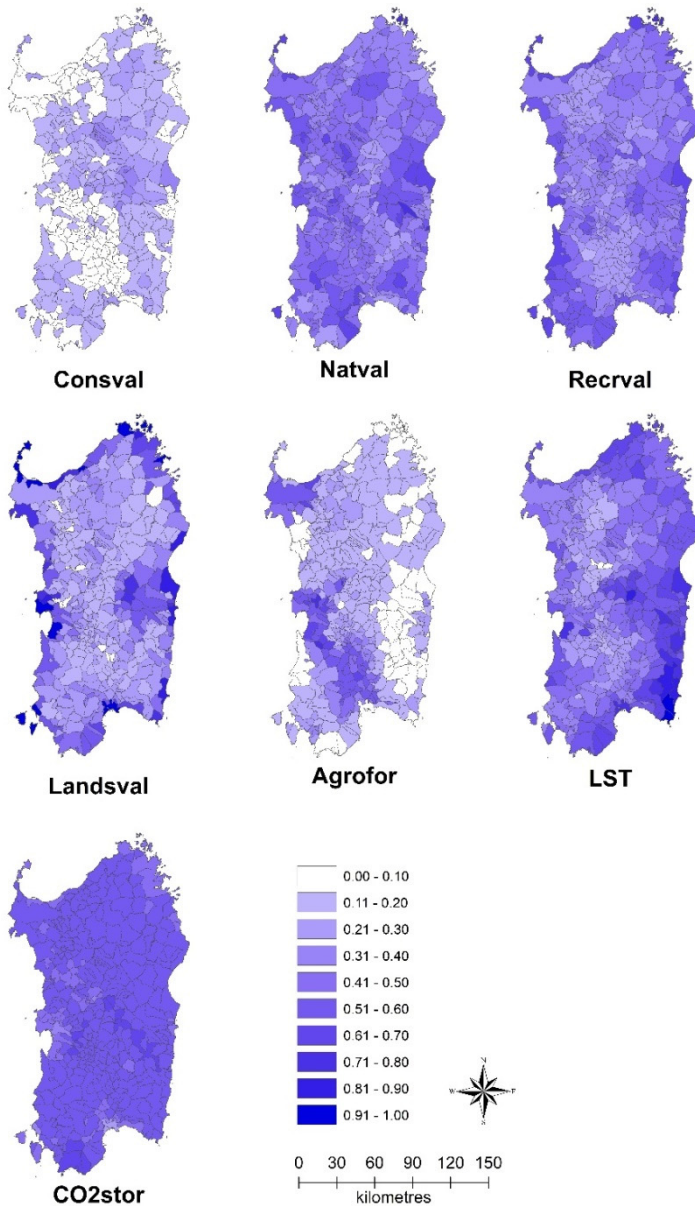 Consval
Natval
Recrval
Landsval
Agrofor
LST
CO2stor
0.00 - 0.10
0.11 - 0.20
0.21 - 0.30
0.31 - 0.40
0.41 - 0.50
0.51 - 0.60
0.61 - 0.70
0.71 - 0.80
0.81 - 0.90
0.91 - 1.00
N
W
E
S
0 30 60 90 120 150
kilometres